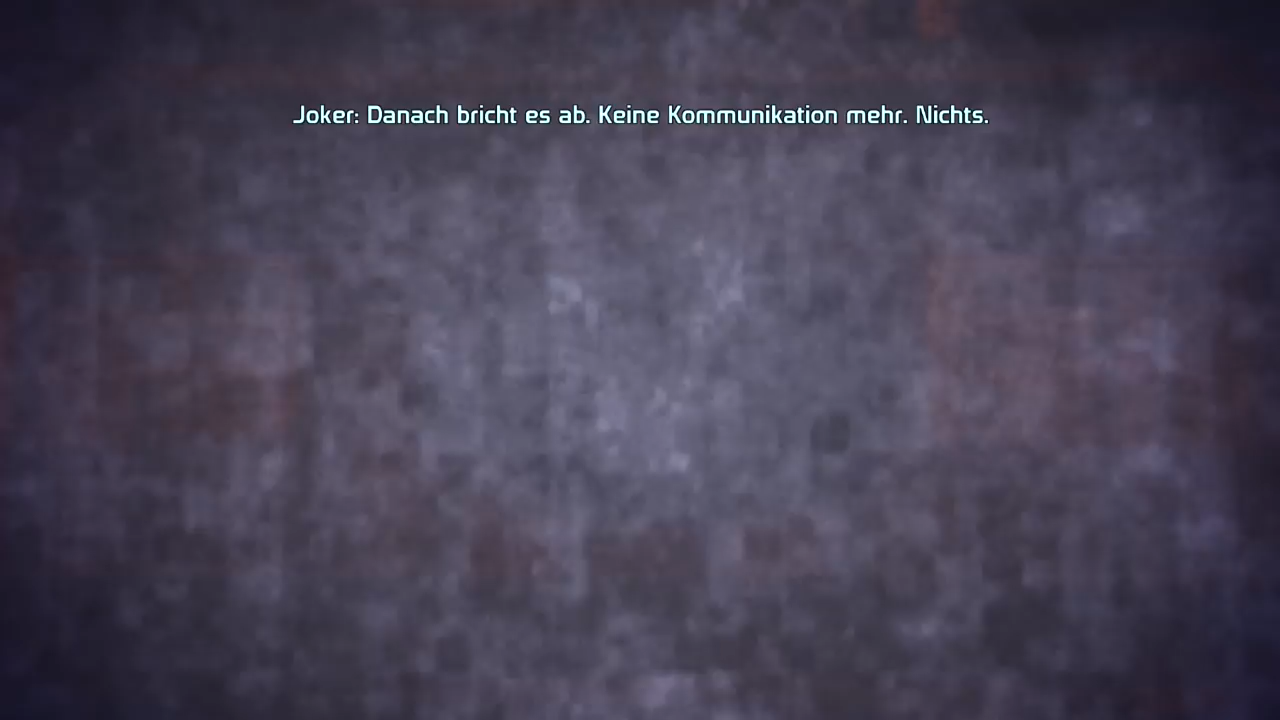 Joker: Danach bricht es ab. Keine Kommunikation mehr. Nichts.